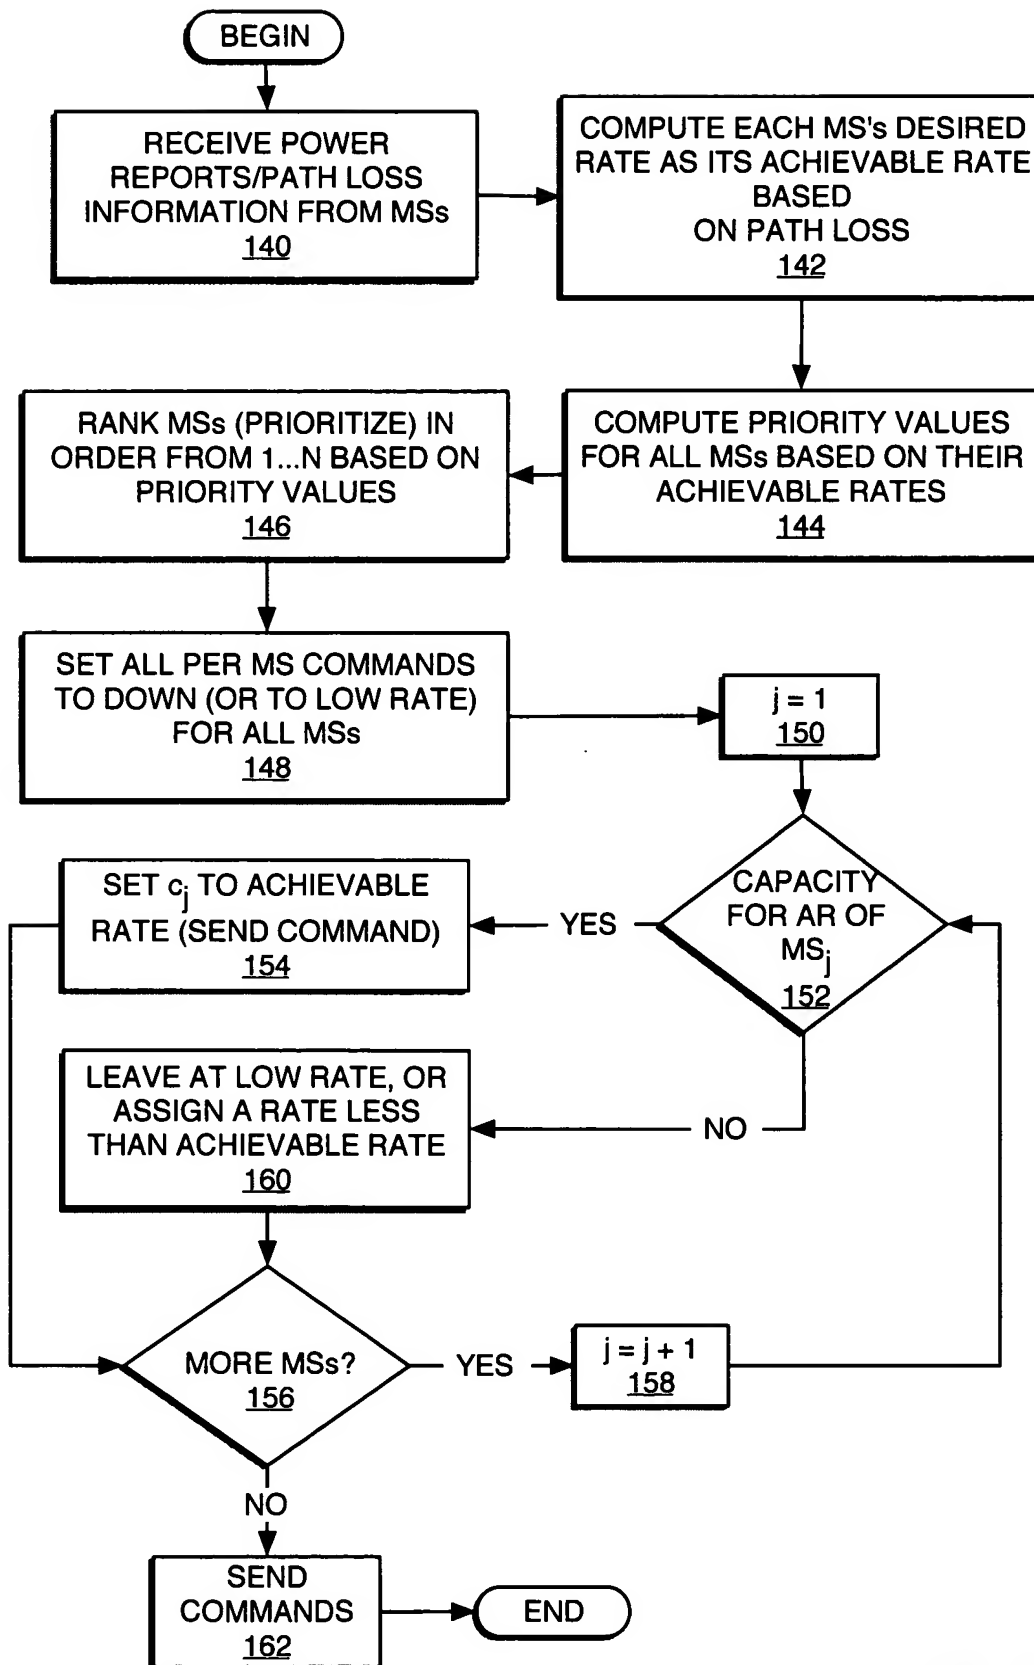 BEGIN
RECEIVE POWER
REPORTS/PATH LOSS
INFORMATION FROM MSs
140
COMPUTE EACH MS's DESIRED
RATE AS ITS ACHIEVABLE RATE
BASED
ON PATH LOSS
142
COMPUTE PRIORITY VALUES
FOR ALL MSs BASED ON THEIR
ACHIEVABLE RATES
144
RANK MSs (PRIORITIZE) IN
ORDER FROM 1...N BASED ON
PRIORITY VALUES
146
SET ALL PER MS COMMANDS
TO DOWN (OR TO LOW RATE)
FOR ALL MSs
148
j = 1
150
CAPACITY
FOR AR OF
MSj
152
YES
SET cj TO ACHIEVABLE
RATE (SEND COMMAND)
154
NO
LEAVE AT LOW RATE, OR
ASSIGN A RATE LESS
THAN ACHIEVABLE RATE
160
MORE MSs?
156
YES
j = j + 1
158
NO
SEND
COMMANDS
162
END